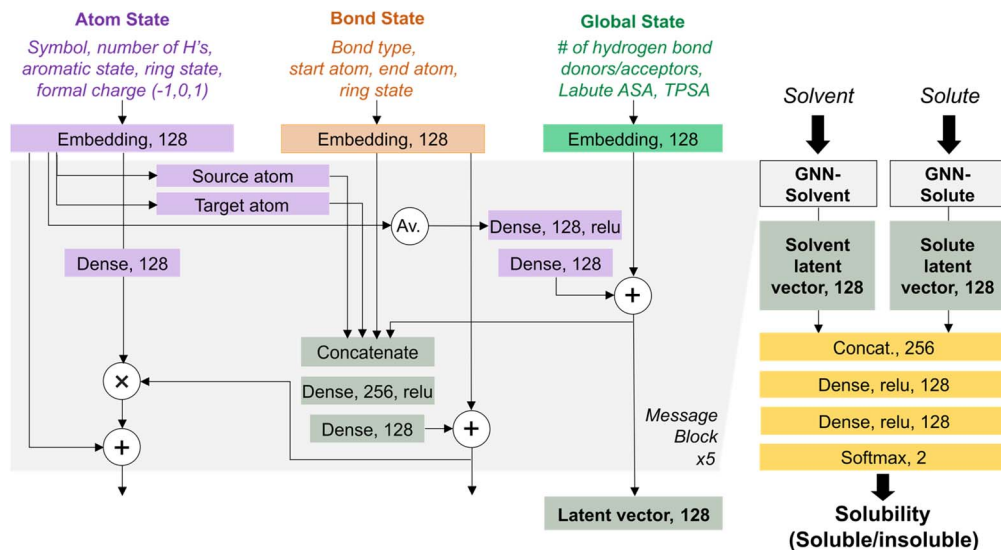 Atom State
Symbol, number of H's,
aromatic state, ring state,
formal charge (-1,0,1)
Embedding, 128
Bond State
Bond type,
start atom, end atom,
ring state
Embedding, 128
Global State
# of hydrogen bond
donors/acceptors,
Labute ASA, TPSA
Embedding, 128
Source atom
Target atom
Av.
Dense, 128, relu
Dense, 128
Dense, 128
+
Concatenate
Dense, 256, relu
Dense, 128
+
×
+
Message
Block
x5
Latent vector, 128
Solvent
Solute
GNN-
Solvent
GNN-
Solute
Solvent
latent
vector, 128
Solute
latent
vector, 128
Concat., 256
Dense, relu, 128
Dense, relu, 128
Softmax, 2
Solubility
(Soluble/insoluble)